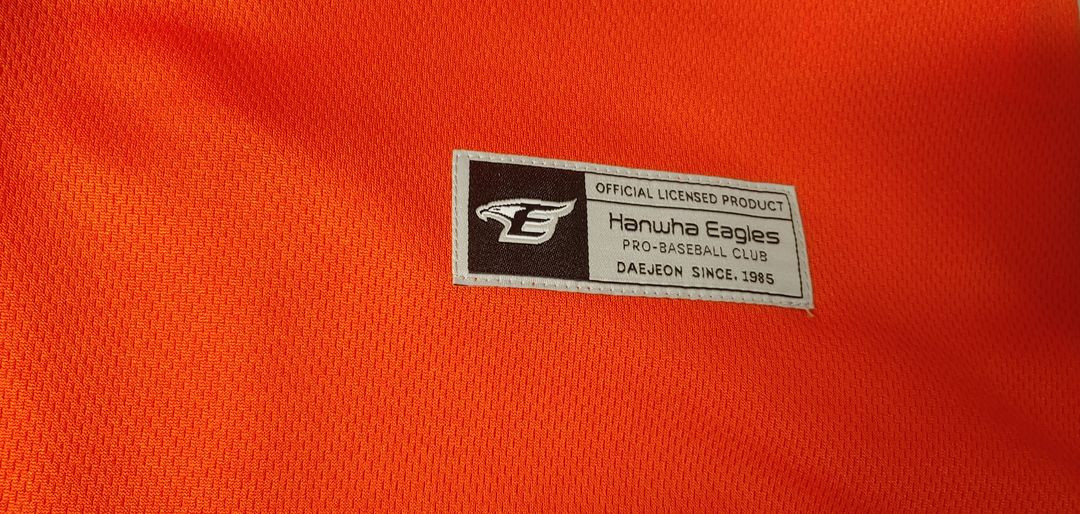 OFFICIAL LICENSED PRODUCT
Hanwha Eagles
PRO-BASEBALL CLUB
DAEJEON SINCE. 1985
E